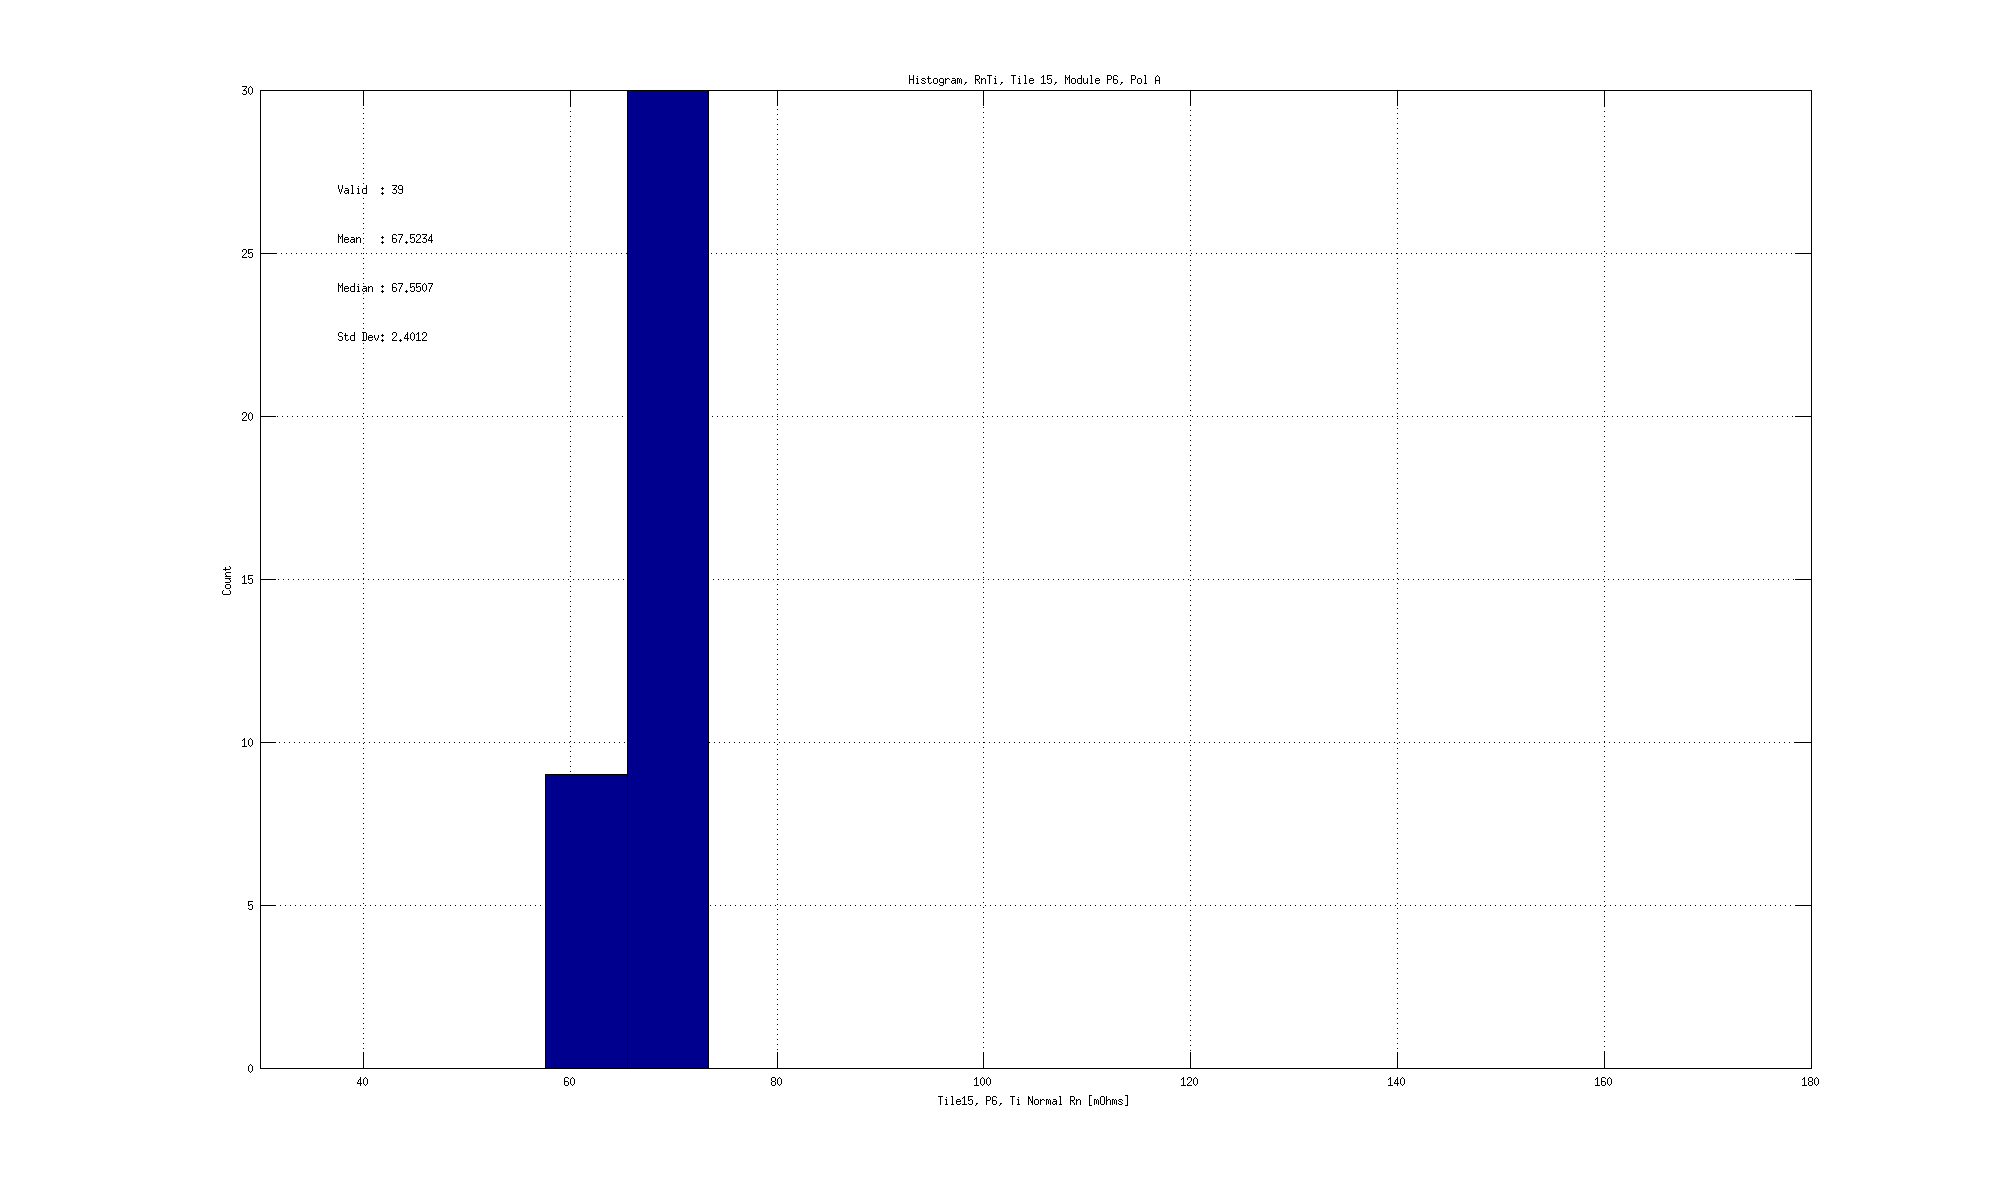 Histogram, RnTi, Tile 15, Module P6, Pol A
30
25
20
15
10
5
0
Count
Valid  : 39
Mean   : 67.5234
Median : 67.5507
Std Dev: 2.4012
40 60 80 100 120 140 160 180
Tile15, P6, Ti Normal Rn [mOhms]